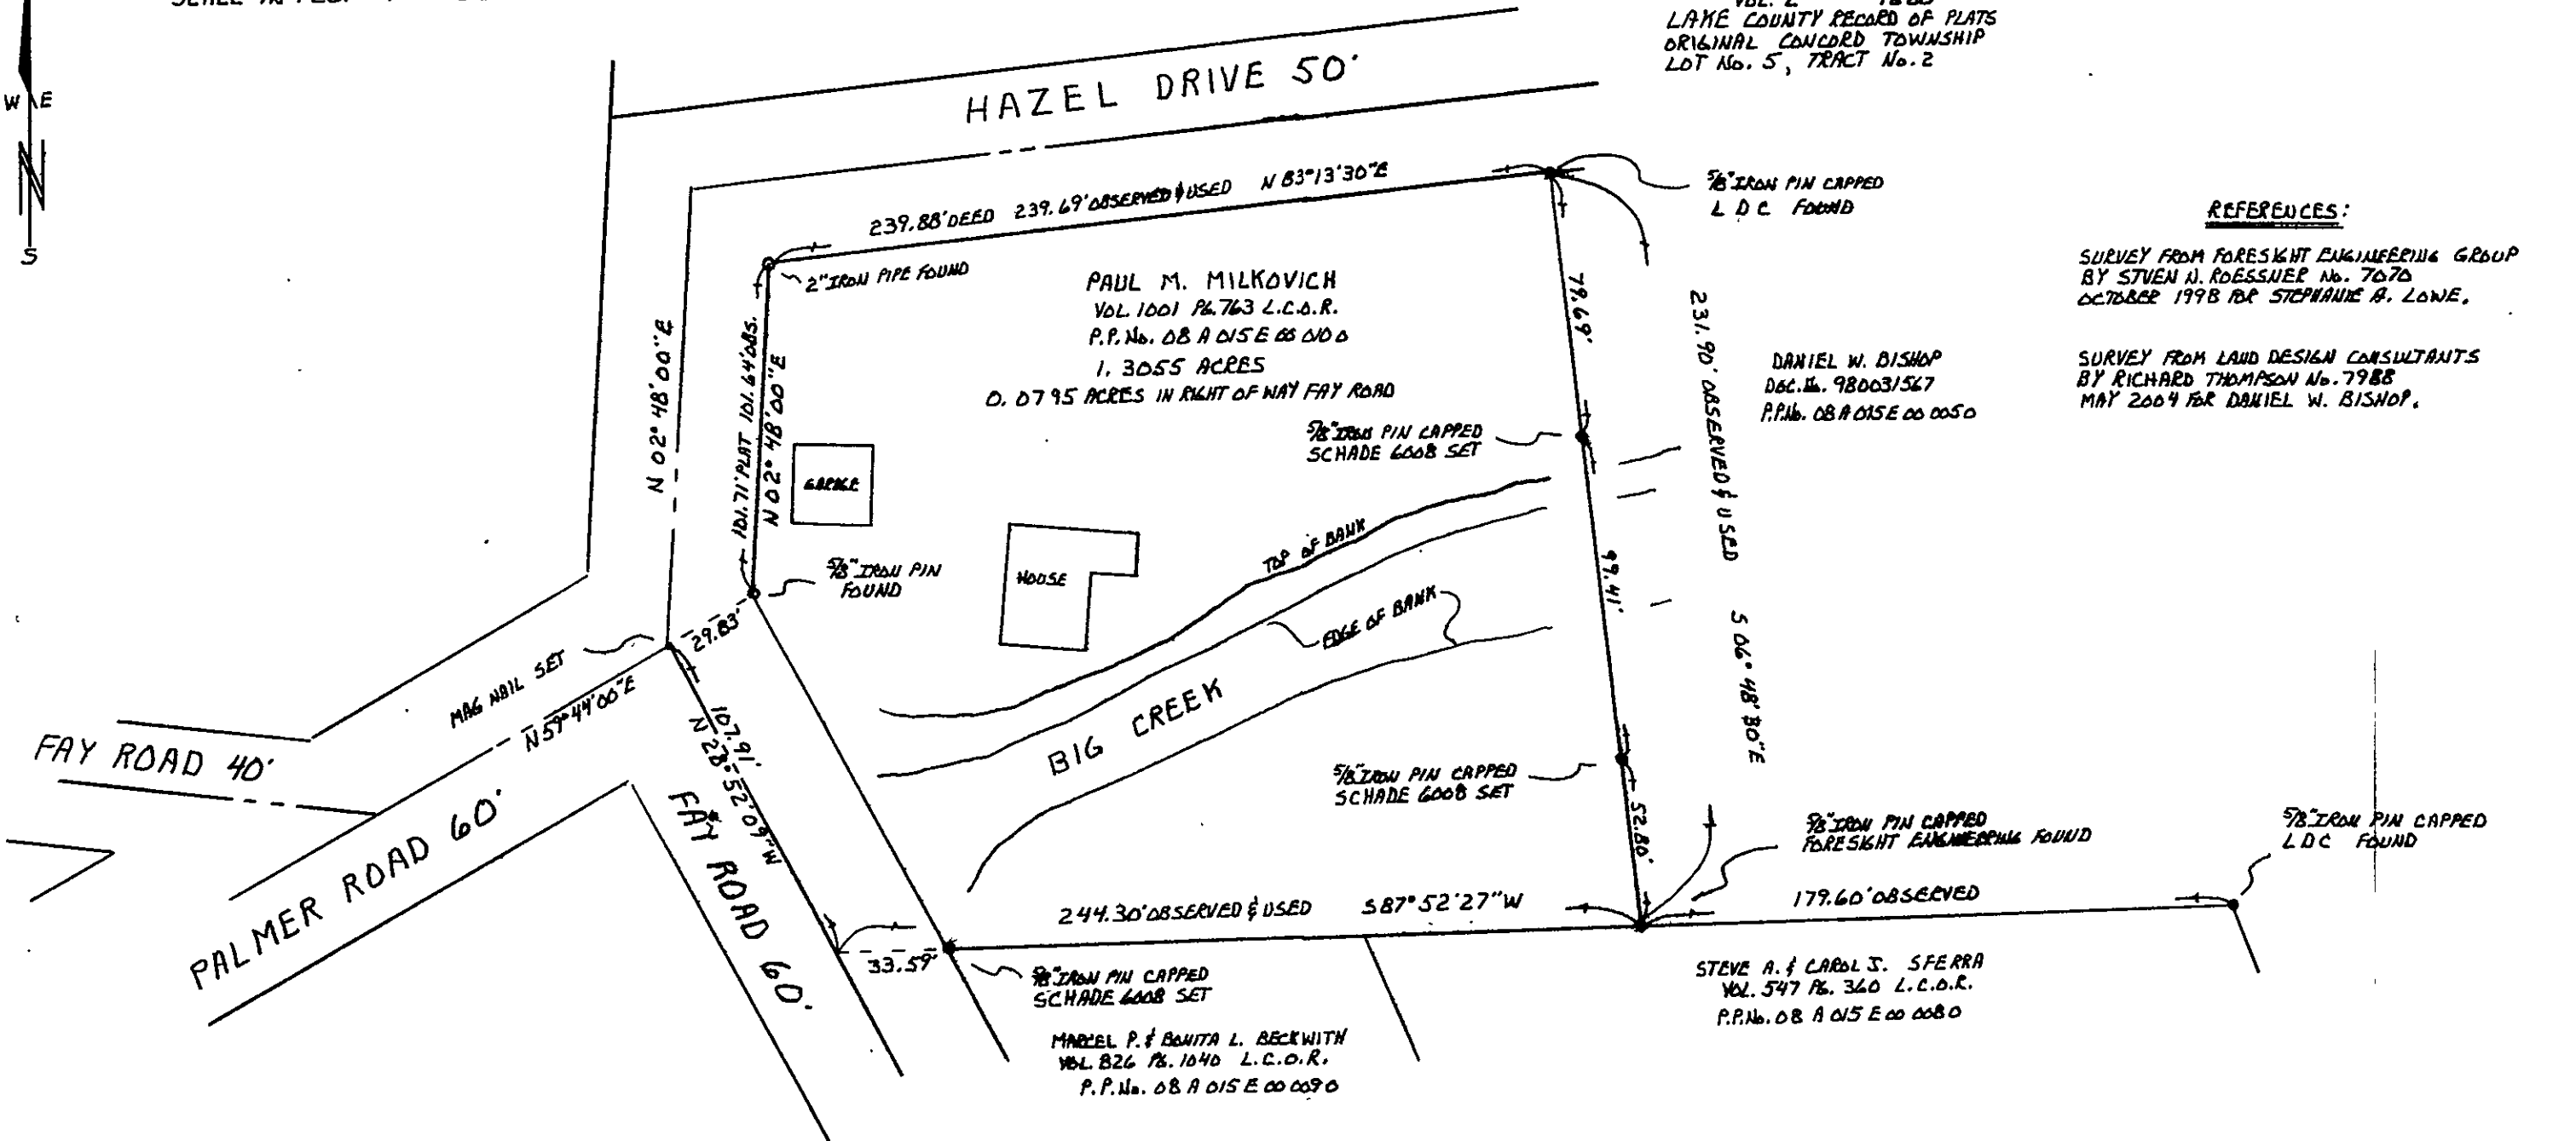 W E
N
S
LAKE COUNTY RECORD OF PLATS
ORIGINAL CONCORD TOWNSHIP
LOT No. 5, TRACT No. 2
HAZEL DRIVE 50'
239.88' DEED 239.69' OBSERVED & USED N 83°13'30"E
5/8" IRON PIN CAPPED
L D C FOUND
2" IRON PIPE FOUND
REFERENCES:
SURVEY FROM FORESIGHT ENGINEERING GROUP
BY STVEN N. ROESSNER No. 7070
OCTOBER 1998 FOR STEPHANIE A. LOWE.
SURVEY FROM LAND DESIGN CONSULTANTS
BY RICHARD THOMPSON No. 7988
MAY 2004 FOR DANIEL W. BISHOP.
PAUL M. MILKOVICH
VOL. 1001 PG. 763 L.C.O.R.
P.P. No. 08 A 015 E 00 010 0
1.3055 ACRES
0.0795 ACRES IN RIGHT OF WAY FAY ROAD
79.69'
231.90' OBSERVED & USED S 06° 48' 30"E
DANIEL W. BISHOP
DOC. No. 980031567
P.P.No. 08 A 015 E 00 0050
N 02° 48' 00"E
101.71' PLAT 101.64' OBS.
N 02° 48' 00"E
GARAGE
5/8" IRON PIN CAPPED
SCHADE 6008 SET
HOUSE
TOP OF BANK
5/8" IRON PIN
FOUND
99.41'
EDGE OF BANK
29.83'
MAG NAIL SET
N 59° 44' 00"E
107.91'
N 28° 52' 09" W
BIG CREEK
FAY ROAD 40'
PALMER ROAD 60'
FAY ROAD 60'
5/8" IRON PIN CAPPED
SCHADE 6008 SET
52.80'
5/8" IRON PIN CAPPED
FORESIGHT ENGINEERING FOUND
5/8" IRON PIN CAPPED
L D C FOUND
244.30' OBSERVED & USED S 87° 52' 27" W
179.60' OBSERVED
33.59'
5/8" IRON PIN CAPPED
SCHADE 6008 SET
MARCEL P. & BONITA L. BECKWITH
VOL. 826 PG. 1040 L.C.O.R.
P.P.No. 08 A 015 E 00 0090
STEVE A. & CAROL J. SFERRA
VOL. 547 PG. 360 L.C.O.R.
P.P.No. 08 A 015 E 00 0080